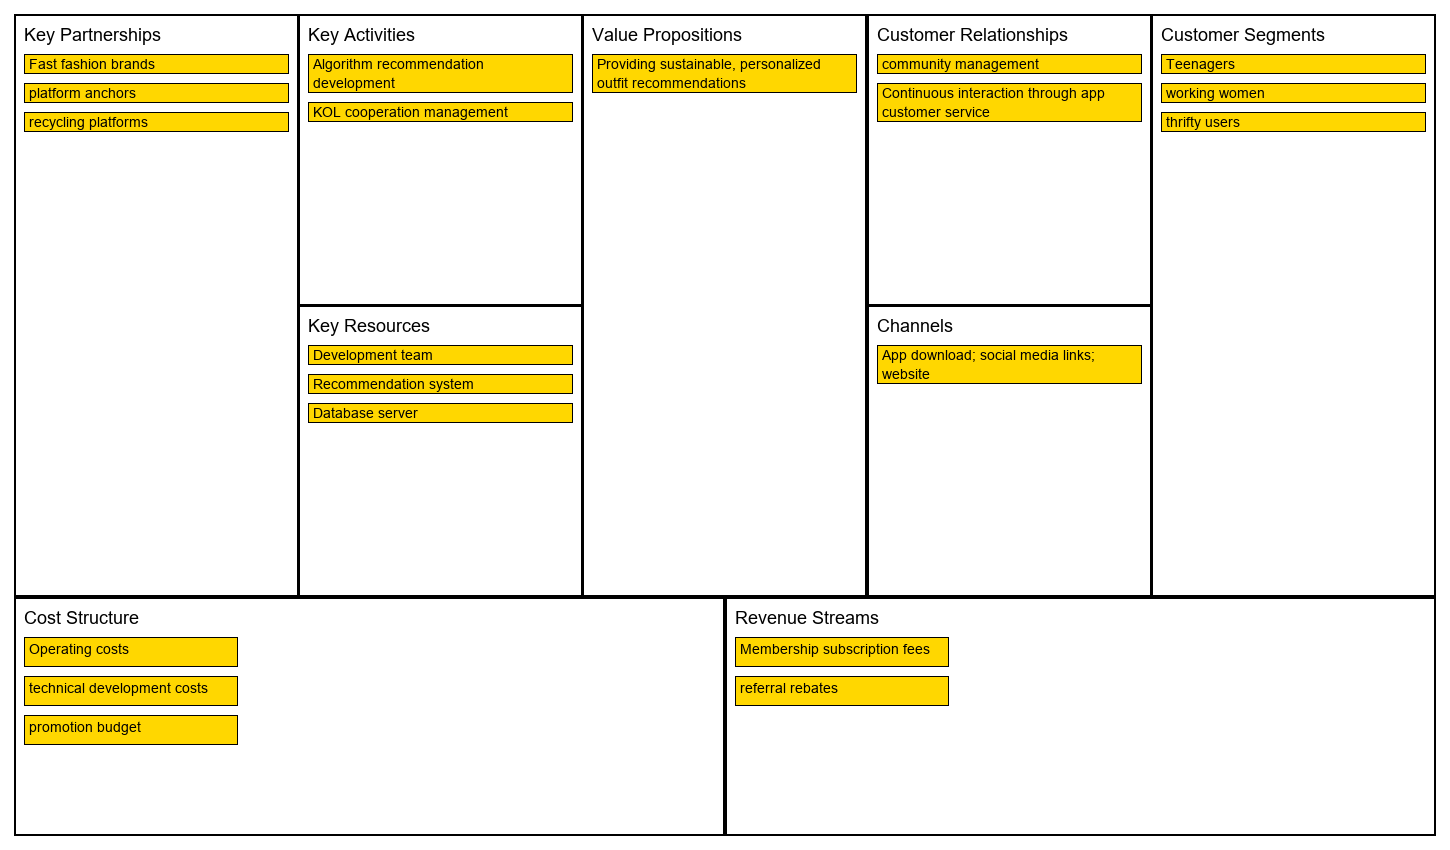 Key Partnerships
Fast fashion brands
platform anchors
recycling platforms
Key Activities
Algorithm recommendation
development
KOL cooperation management
Key Resources
Development team
Recommendation system
Database server
Value Propositions
Providing sustainable, personalized
outfit recommendations
Customer Relationships
community management
Continuous interaction through app
customer service
Channels
App download; social media links;
website
Customer Segments
Teenagers
working women
thrifty users
Cost Structure
Operating costs
technical development costs
promotion budget
Revenue Streams
Membership subscription fees
referral rebates